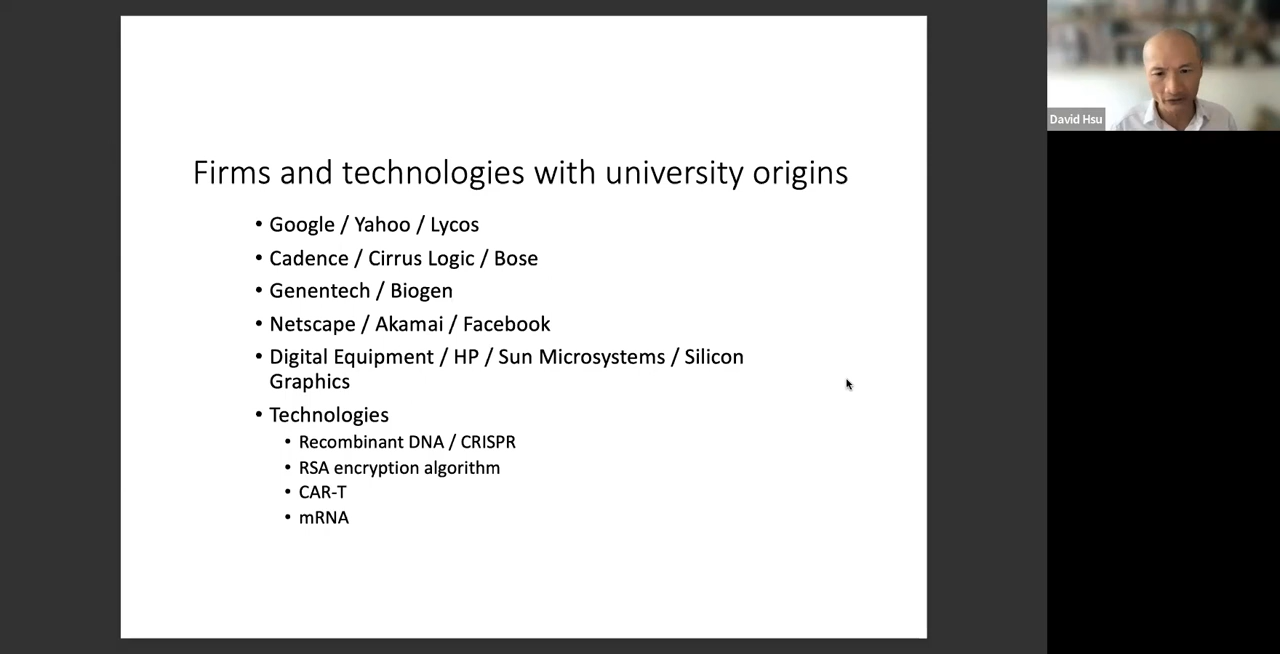 Firms and technologies with university origins
• Google / Yahoo / Lycos
• Cadence / Cirrus Logic / Bose
• Genentech / Biogen
• Netscape / Akamai / Facebook
• Digital Equipment / HP / Sun Microsystems / Silicon
Graphics
• Technologies
• Recombinant DNA / CRISPR
• RSA encryption algorithm
• CAR-T
• mRNA
David Hsu